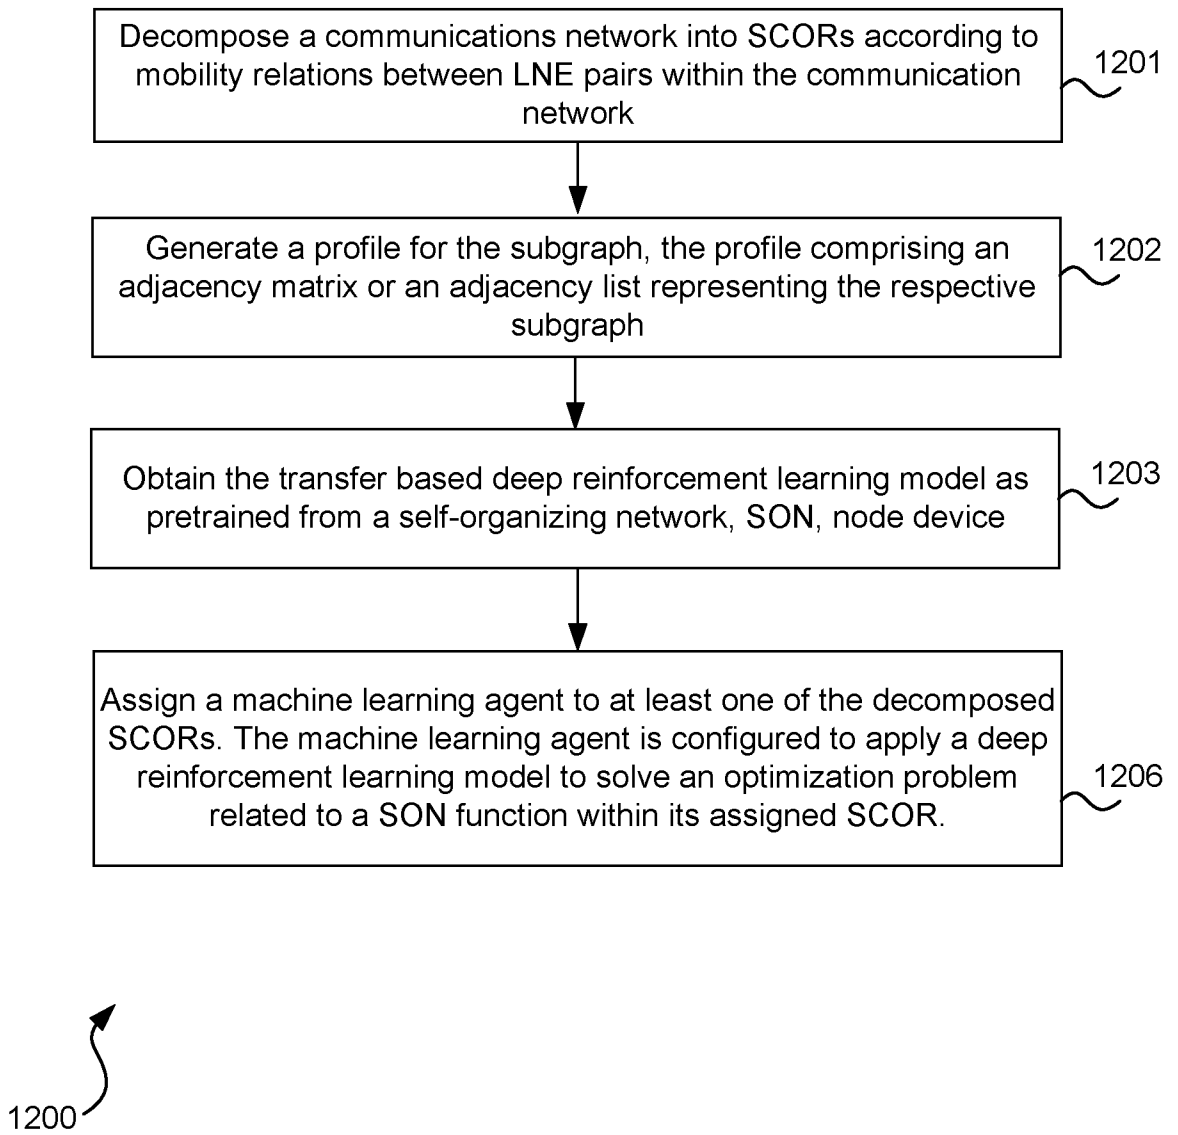 Decompose a communications network into SCORs according to
mobility relations between LNE pairs within the communication
network
1201
Generate a profile for the subgraph, the profile comprising an
adjacency matrix or an adjacency list representing the respective
subgraph
1202
Obtain the transfer based deep reinforcement learning model as
pretrained from a self-organizing network, SON, node device
1203
Assign a machine learning agent to at least one of the decomposed
SCORs. The machine learning agent is configured to apply a deep
reinforcement learning model to solve an optimization problem
related to a SON function within its assigned SCOR.
1206
1200